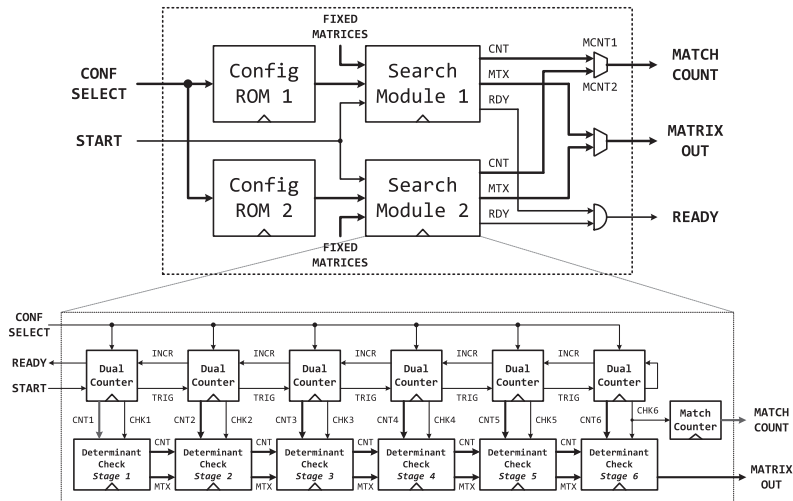 FIXED
MATRICES
CONF
SELECT
Config
ROM 1
Search
Module 1
CNT
MTX
RDY
MCNT1
MCNT2
MATCH
COUNT
START
MATRIX
OUT
Config
ROM 2
Search
Module 2
CNT
MTX
RDY
READY
FIXED
MATRICES
CONF
SELECT
READY
START
Dual
Counter
INCR
TRIG
Dual
Counter
INCR
TRIG
Dual
Counter
INCR
TRIG
Dual
Counter
INCR
TRIG
Dual
Counter
INCR
TRIG
Dual
Counter
CNT1
CHK1
CNT2
CHK2
CNT3
CHK3
CNT4
CHK4
CNT5
CHK5
CNT6
CHK6
Match
Counter
MATCH
COUNT
Determinant
Check
Stage 1
CNT
MTX
Determinant
Check
Stage 2
CNT
MTX
Determinant
Check
Stage 3
CNT
MTX
Determinant
Check
Stage 4
CNT
MTX
Determinant
Check
Stage 5
CNT
MTX
Determinant
Check
Stage 6
MATRIX
OUT